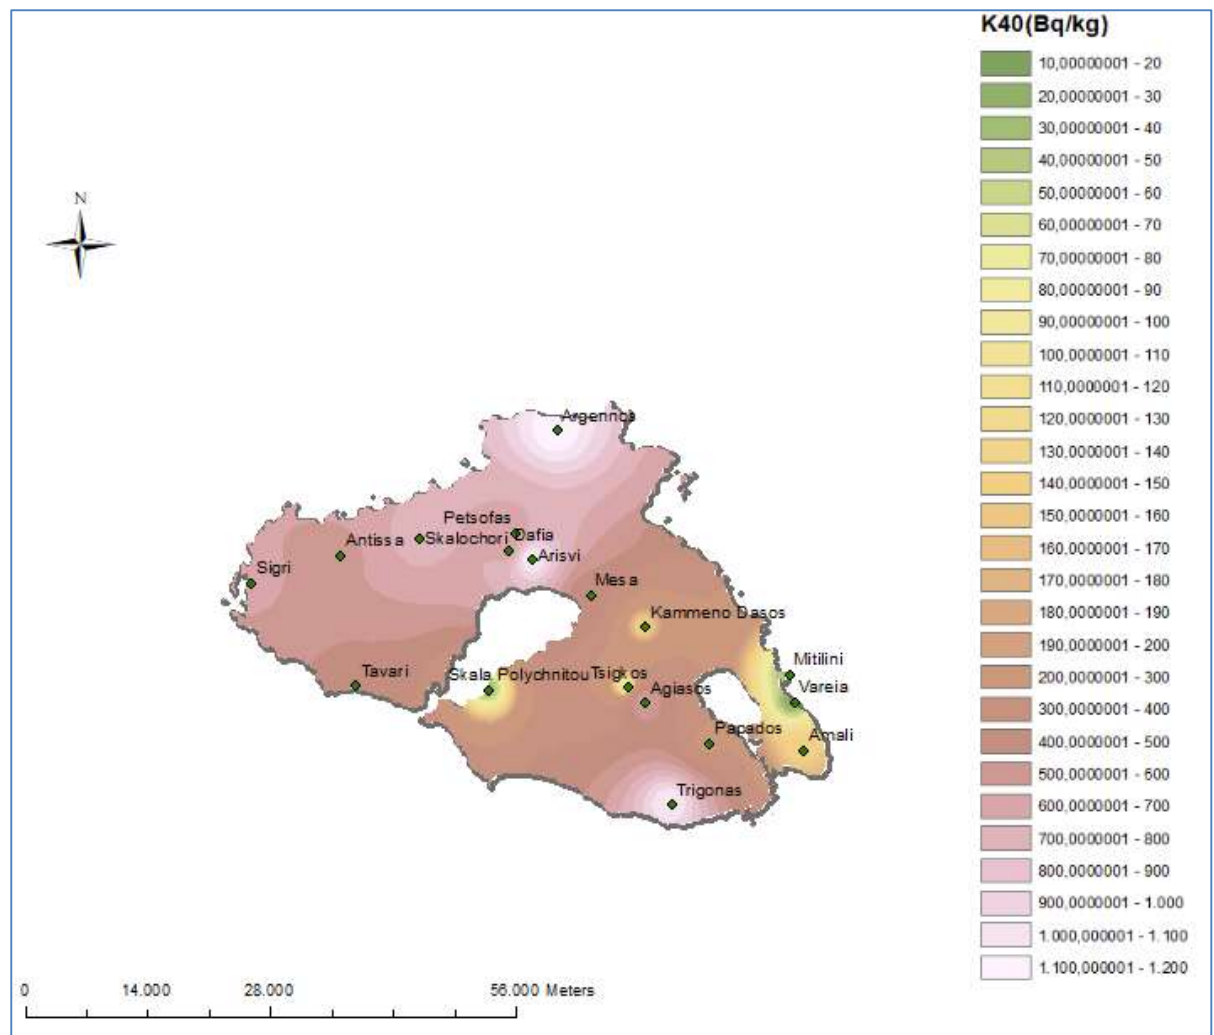 K40(Bq/kg)
10,00000001 - 20
20,00000001 - 30
30,00000001 - 40
40,00000001 - 50
50,00000001 - 60
60,00000001 - 70
70,00000001 - 80
80,00000001 - 90
90,00000001 - 100
100,0000001 - 110
110,0000001 - 120
120,0000001 - 130
130,0000001 - 140
140,0000001 - 150
150,0000001 - 160
160,0000001 - 170
170,0000001 - 180
180,0000001 - 190
190,0000001 - 200
200,0000001 - 300
300,0000001 - 400
400,0000001 - 500
500,0000001 - 600
600,0000001 - 700
700,0000001 - 800
800,0000001 - 900
900,0000001 - 1.000
1.000,000001 - 1.100
1.100,000001 - 1.200
N
Argennos
Petsofas
Antissa
Skalochori
Dafia
Arisvi
Sigri
Mesa
Kammeno Dasos
Mitilini
Tavari
Skala Polychnitou
Tsigkos
Vareia
Agiasos
Papados
Amali
Trigonas
0 14.000 28.000 56.000 Meters